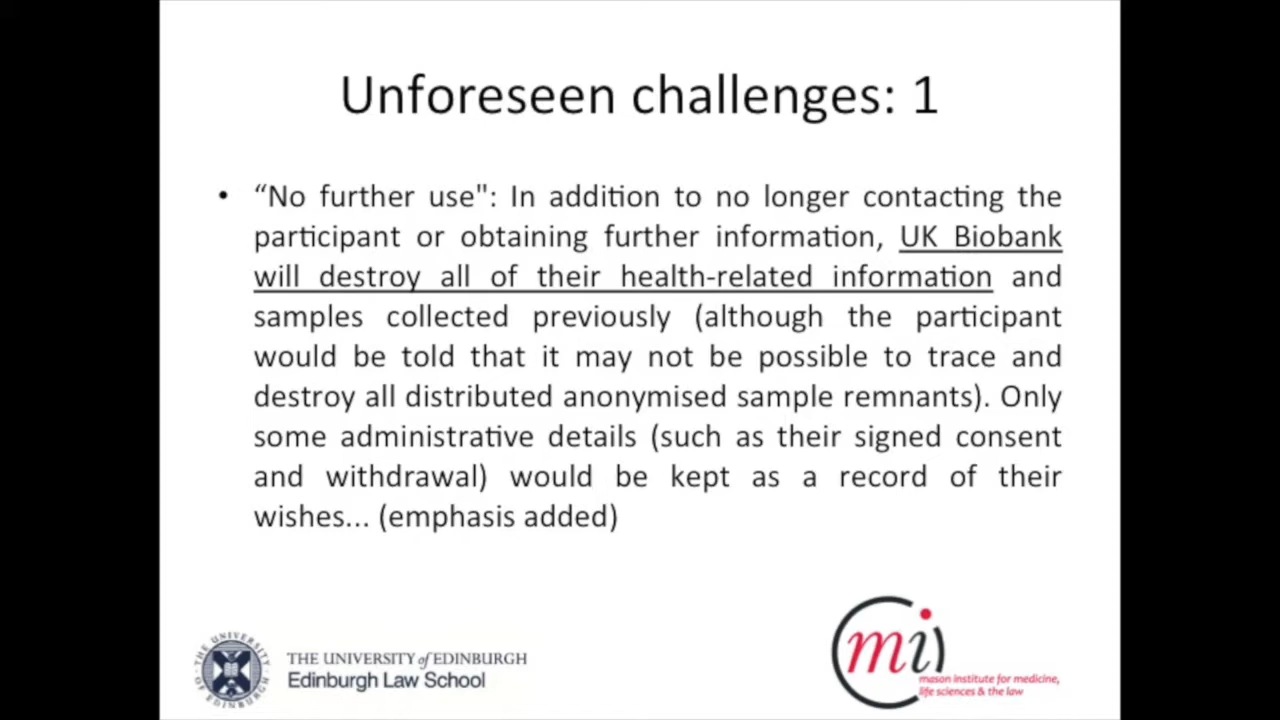 Unforeseen challenges: 1
• “No further use": In addition to no longer contacting the
participant or obtaining further information, UK Biobank
will destroy all of their health-related information and
samples collected previously (although the participant
would be told that it may not be possible to trace and
destroy all distributed anonymised sample remnants). Only
some administrative details (such as their signed consent
and withdrawal) would be kept as a record of their
wishes... (emphasis added)
THE UNIVERSITY of EDINBURGH
Edinburgh Law School
THE UNIVERSITY OF EDINBURGH
mi
mason institute for medicine,
life sciences & the law